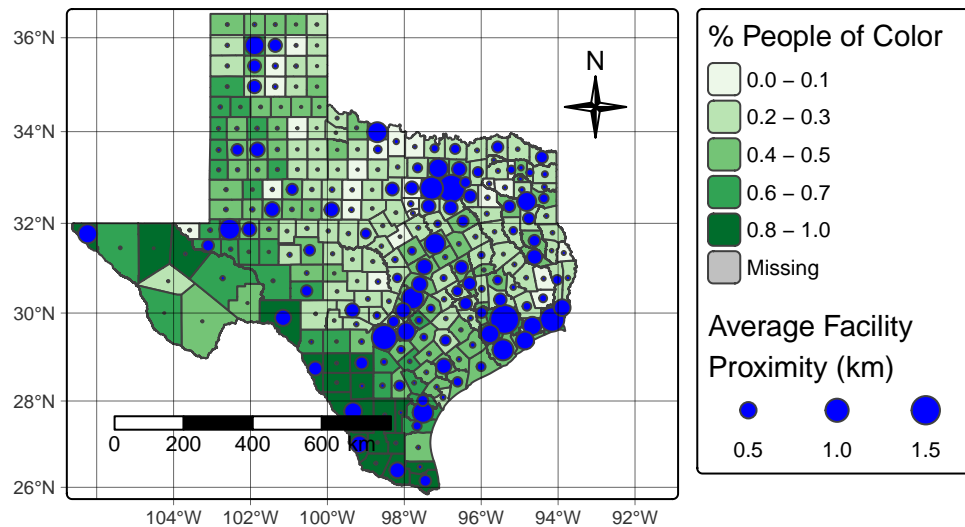 36°N
34°N
32°N
30°N
28°N
26°N
104°W
102°W
100°W
98°W
96°W
94°W
92°W
N
0
200
400
600
km
% People of Color
0.0 – 0.1
0.2 – 0.3
0.4 – 0.5
0.6 – 0.7
0.8 – 1.0
Missing
Average Facility
Proximity (km)
0.5
1.0
1.5